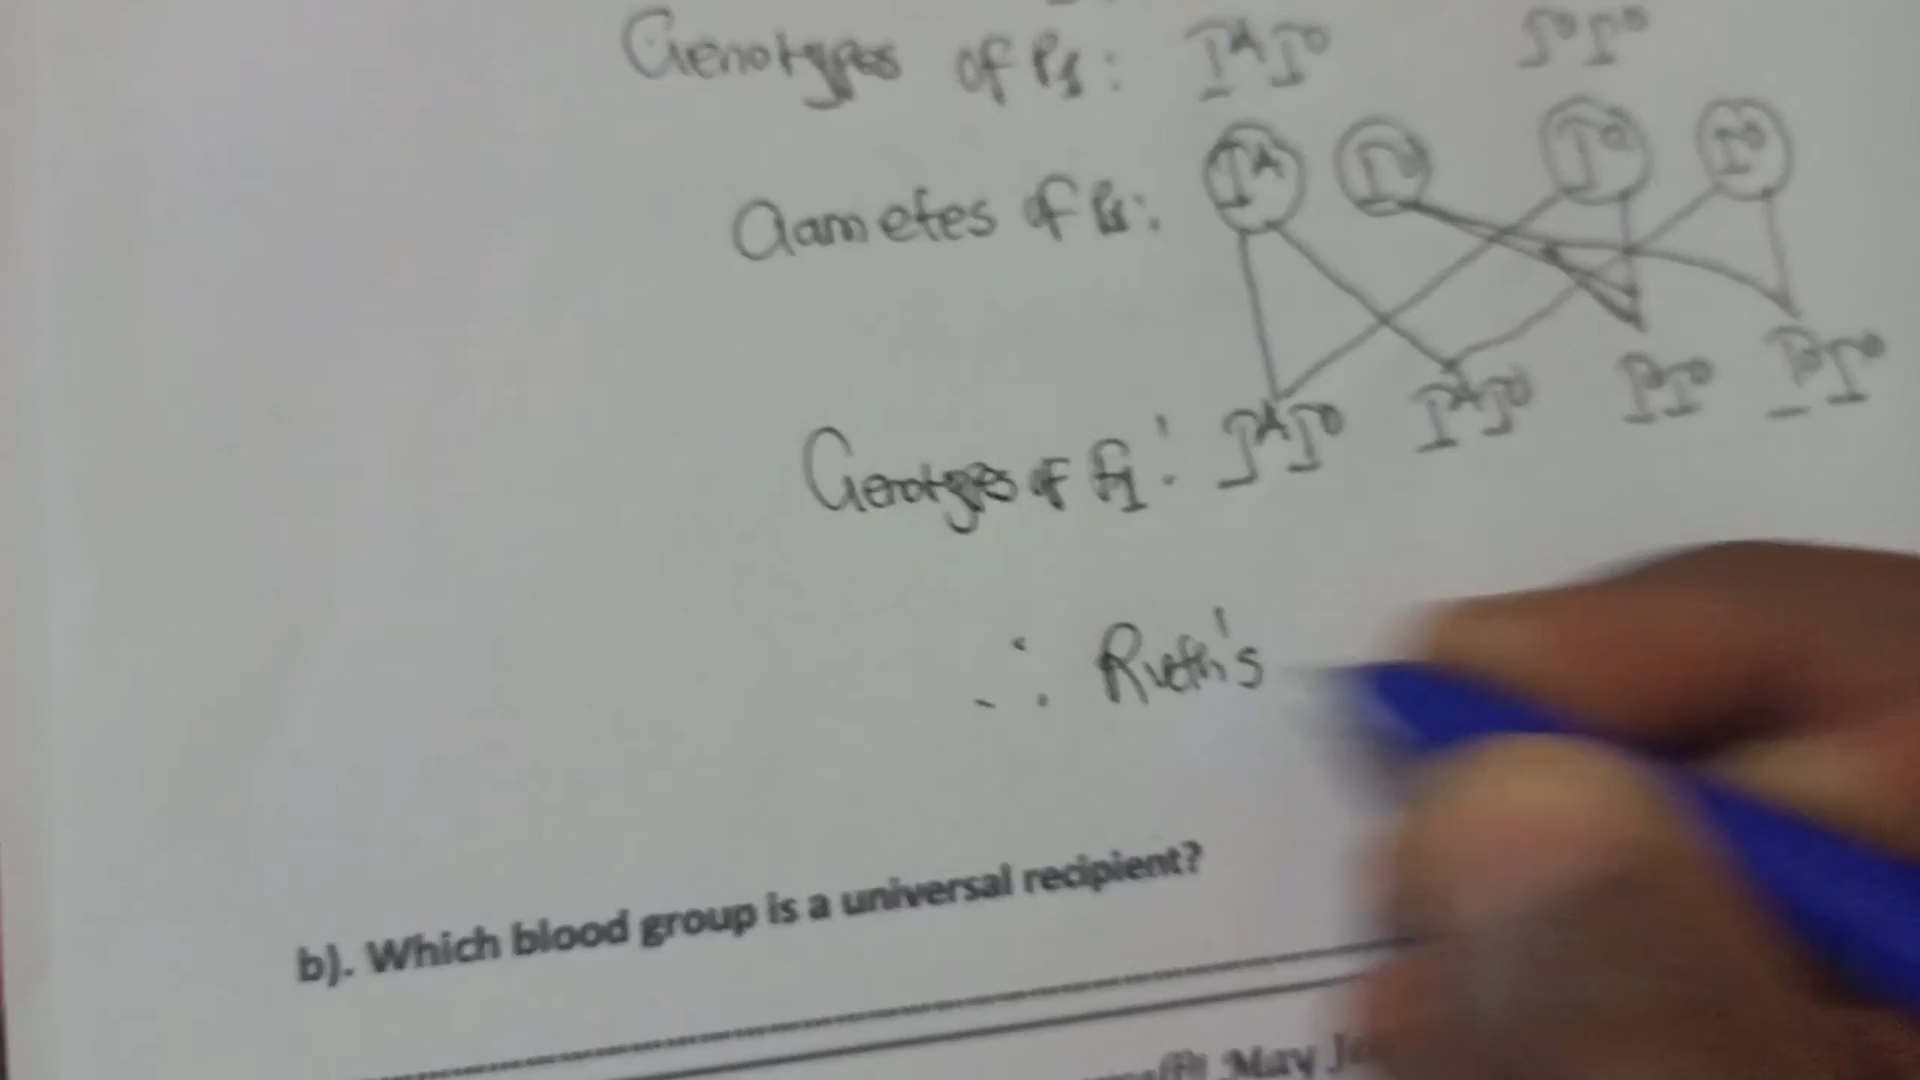 Genotypes of P₁: IᴬIᴼ IᴼIᴼ
Gametes of P₁: Iᴬ Iᴼ Iᴼ Iᴼ
Genotypes of F₁: IᴬIᴼ IᴬIᴼ IᴼIᴼ IᴼIᴼ
∴ Ruth's
b). Which blood group is a universal recipient?
May